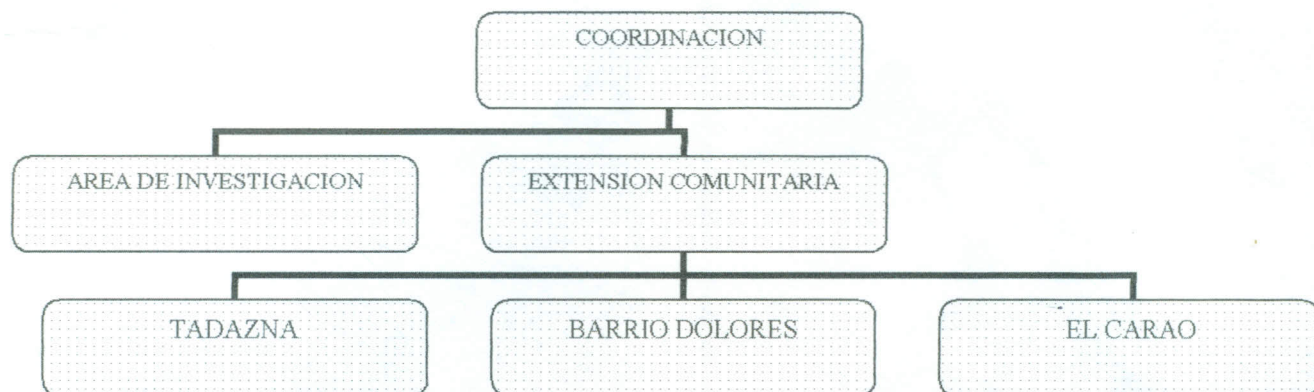 COORDINACION
AREA DE INVESTIGACION
EXTENSION COMUNITARIA
TADAZNA
BARRIO DOLORES
EL CARAO